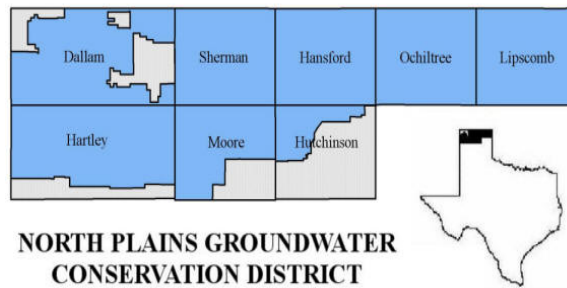 Dallam
Sherman
Hansford
Ochiltree
Lipscomb
Hartley
Moore
Hutchinson
NORTH PLAINS GROUNDWATER
CONSERVATION DISTRICT